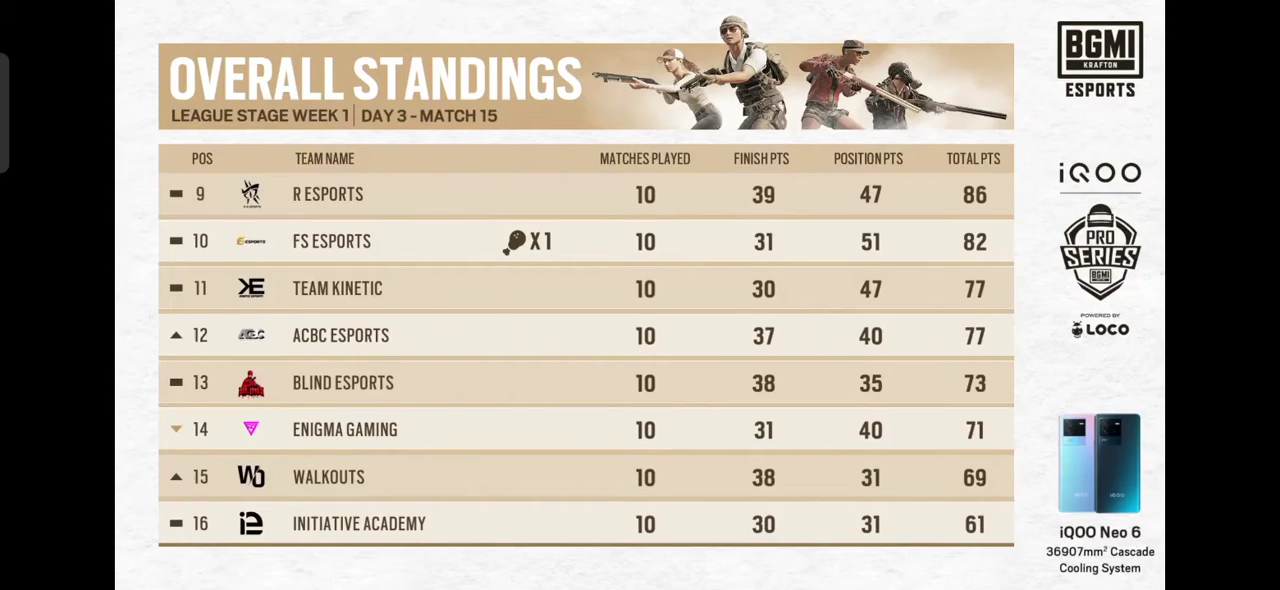 BGMI
KRAFTON
ESPORTS
OVERALL STANDINGS
LEAGUE STAGE WEEK 1 | DAY 3 - MATCH 15
POS TEAM NAME MATCHES PLAYED FINISH PTS POSITION PTS TOTAL PTS
9 R ESPORTS 10 39 47 86
10 FS ESPORTS X 1 10 31 51 82
11 TEAM KINETIC 10 30 47 77
12 ACBC ESPORTS 10 37 40 77
13 BLIND ESPORTS 10 38 35 73
14 ENIGMA GAMING 10 31 40 71
15 WALKOUTS 10 38 31 69
16 INITIATIVE ACADEMY 10 30 31 61
iQOO
PRO
SERIES
BGMI
POWERED BY
LOCO
iQOO Neo 6
36907mm² Cascade
Cooling System